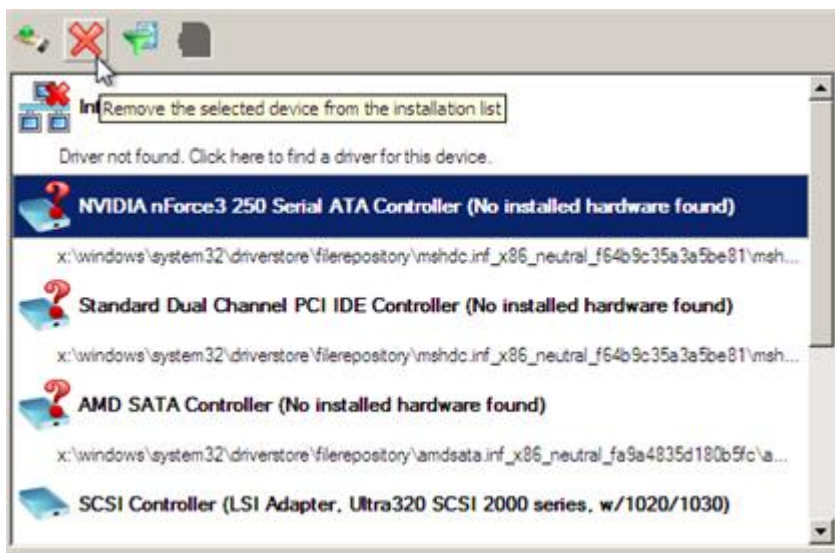 Int
Remove the selected device from the installation list
Driver not found. Click here to find a driver for this device.
NVIDIA nForce3 250 Serial ATA Controller (No installed hardware found)
x:\windows\system32\driverstore\filerepository\mshdc.inf_x86_neutral_f64b9c35a3a5be81\msh...
Standard Dual Channel PCI IDE Controller (No installed hardware found)
x:\windows\system32\driverstore\filerepository\mshdc.inf_x86_neutral_f64b9c35a3a5be81\msh...
AMD SATA Controller (No installed hardware found)
x:\windows\system32\driverstore\filerepository\amdsata.inf_x86_neutral_fa9a4835d180b5fc\a...
SCSI Controller (LSI Adapter, Ultra320 SCSI 2000 series, w/1020/1030)